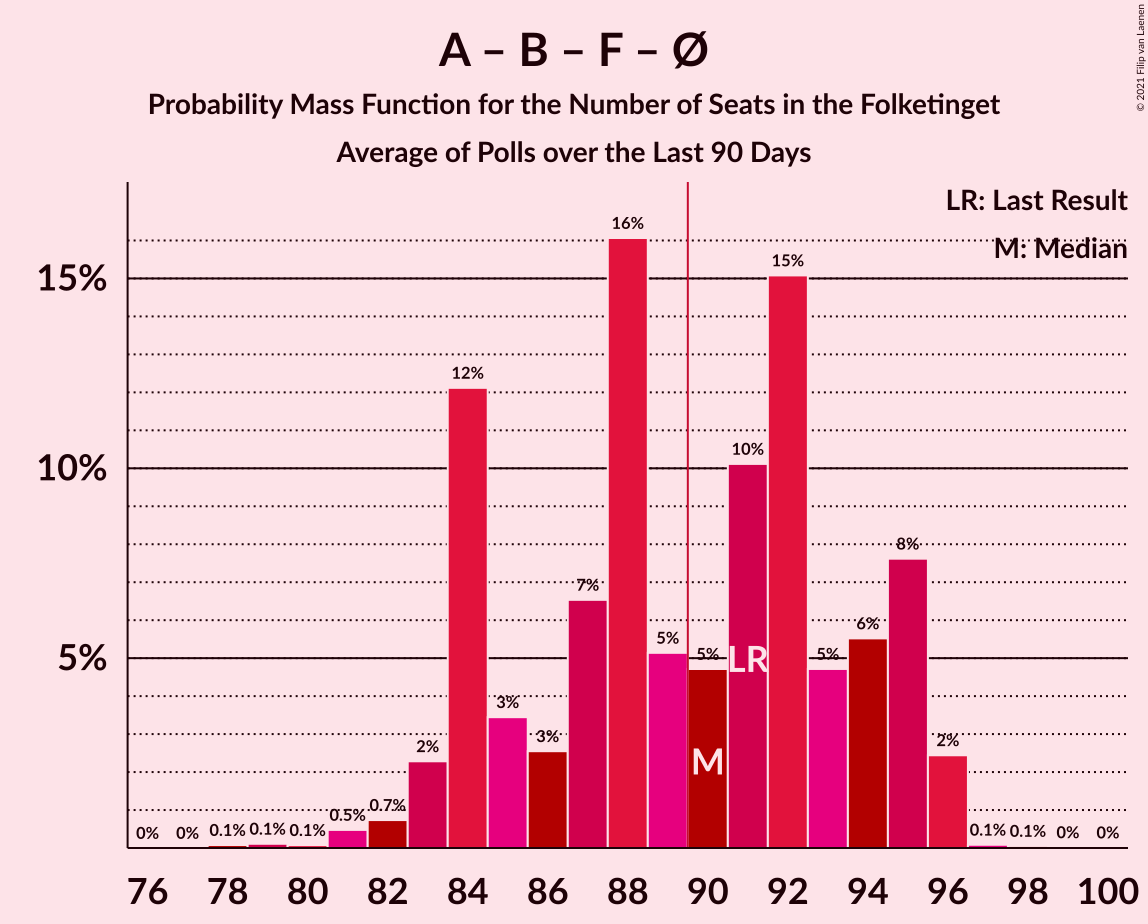 A – B – F – Ø
Probability Mass Function for the Number of Seats in the Folketinget
Average of Polls over the Last 90 Days
© 2021 Filip van Laenen
LR: Last Result
M: Median
15%
10%
5%
0% 0% 0.1% 0.1% 0.1% 0.5% 0.7% 2% 12% 3% 3% 7% 16% 5% 5% 10% 15% 5% 6% 8% 2% 0.1% 0.1% 0% 0%
LR
M
76 78 80 82 84 86 88 90 92 94 96 98 100